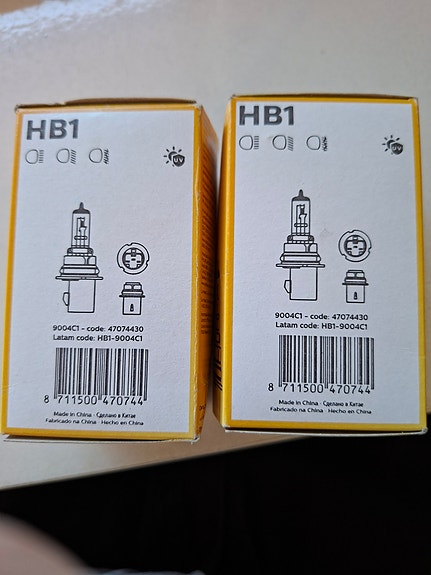 HB1
UV
9004C1 - code: 47074430
Latam code: HB1-9004C1
8 711500 470744
Made in China · Сделано в Китае
Fabricado na China · Hecho en China
HB1
UV
9004C1 - code: 47074430
Latam code: HB1-9004C1
8 711500 470744
Made in China · Сделано в Китае
Fabricado na China · Hecho en China